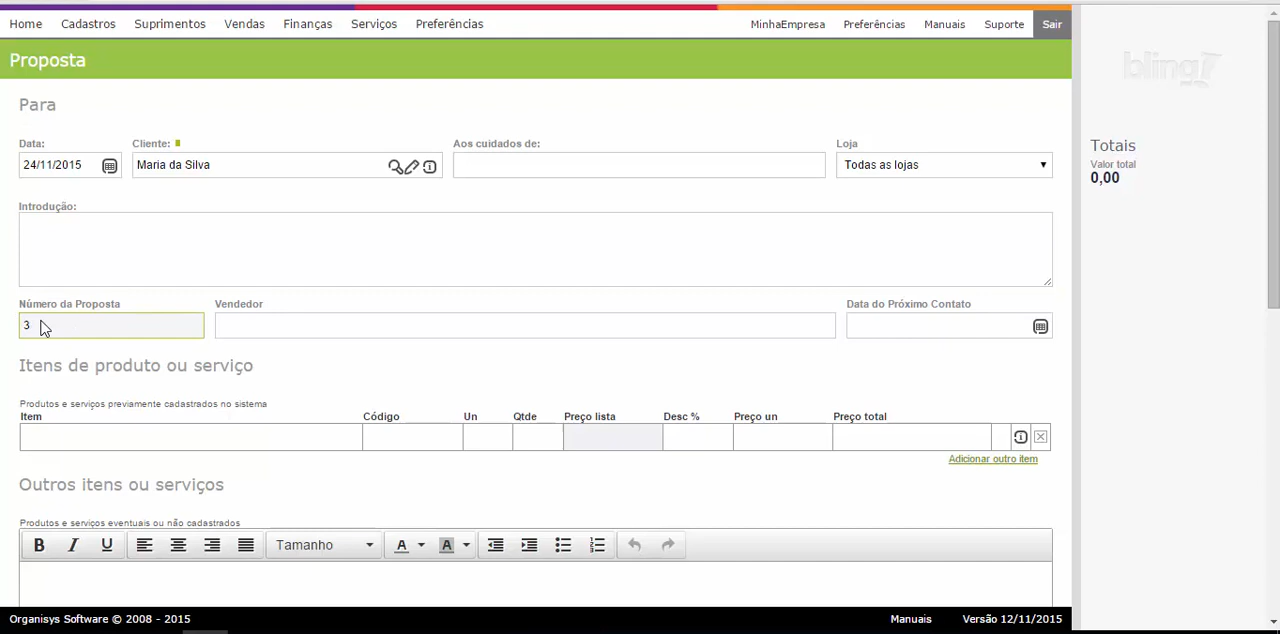 Home Cadastros Suprimentos Vendas Finanças Serviços Preferências MinhaEmpresa Preferências Manuais Suporte Sair
Proposta
bling
Para
Totais
Data: Cliente: Aos cuidados de: Loja
24/11/2015 Maria da Silva Todas as lojas
Valor total
0,00
Introdução:
Número da Proposta Vendedor Data do Próximo Contato
3
Itens de produto ou serviço
Produtos e serviços previamente cadastrados no sistema
Item Código Un Qtde Preço lista Desc % Preço un Preço total
Adicionar outro item
Outros itens ou serviços
Produtos e serviços eventuais ou não cadastrados
B I U Tamanho A A
Organisys Software © 2008 - 2015 Manuais Versão 12/11/2015